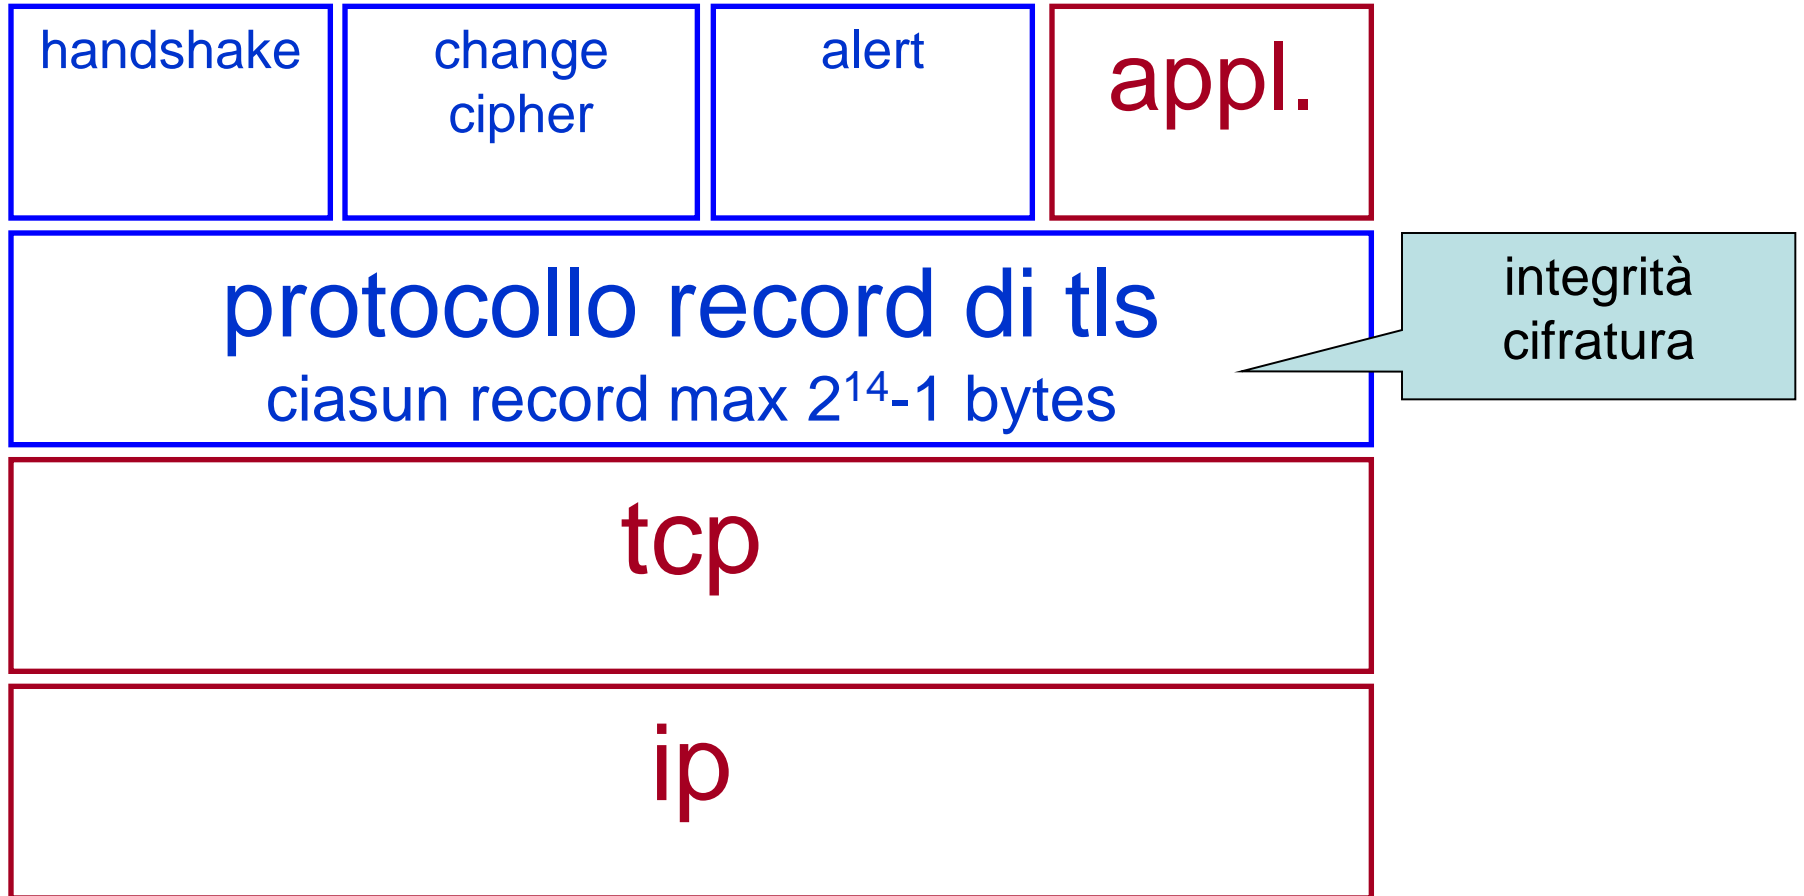 handshake
change
cipher
alert
appl.
protocollo record di tls
ciasun record max 2¹⁴-1 bytes
integrità
cifratura
tcp
ip